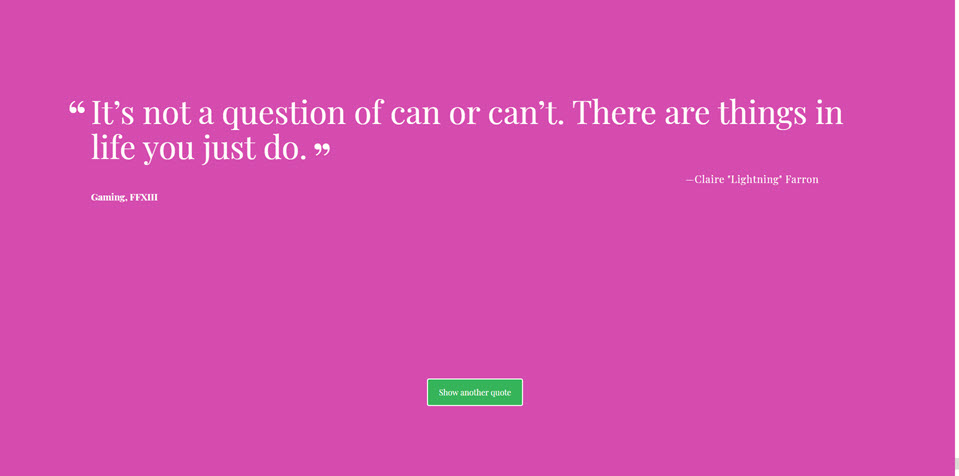 “It’s not a question of can or can’t. There are things in
life you just do.”
—Claire "Lightning" Farron
Gaming, FFXIII
Show another quote